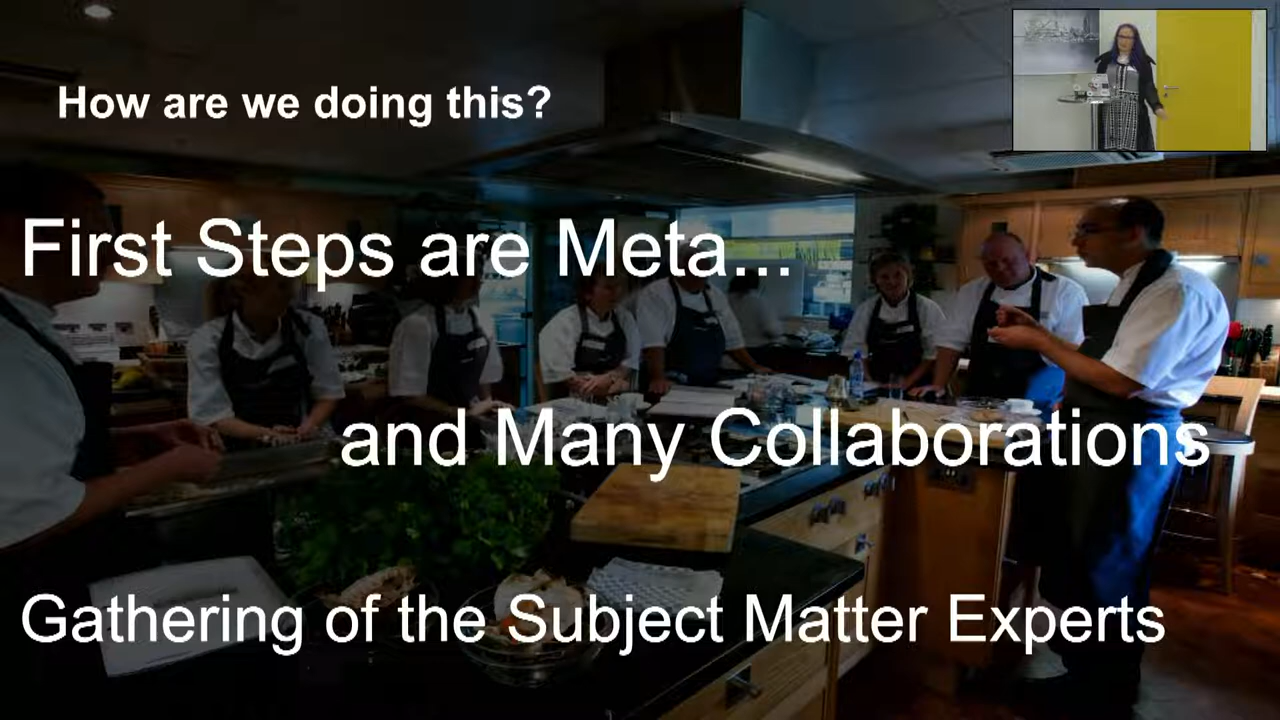 How are we doing this?
First Steps are Meta...
and Many Collaborations
Gathering of the Subject Matter Experts